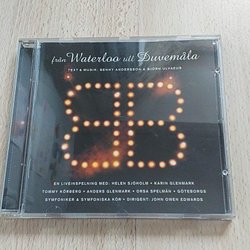 från Waterloo till Duvemåla
TEXT & MUSIK: BENNY ANDERSSON & BJÖRN ULVAEUS
BB
EN LIVEINSPELNING MED: HELEN SJÖHOLM • KARIN GLENMARK
TOMMY KÖRBERG • ANDERS GLENMARK • ORSA SPELMÄN • GÖTEBORGS
SYMFONIKER & SYMFONISKA KÖR • DIRIGENT: JOHN OWEN EDWARDS